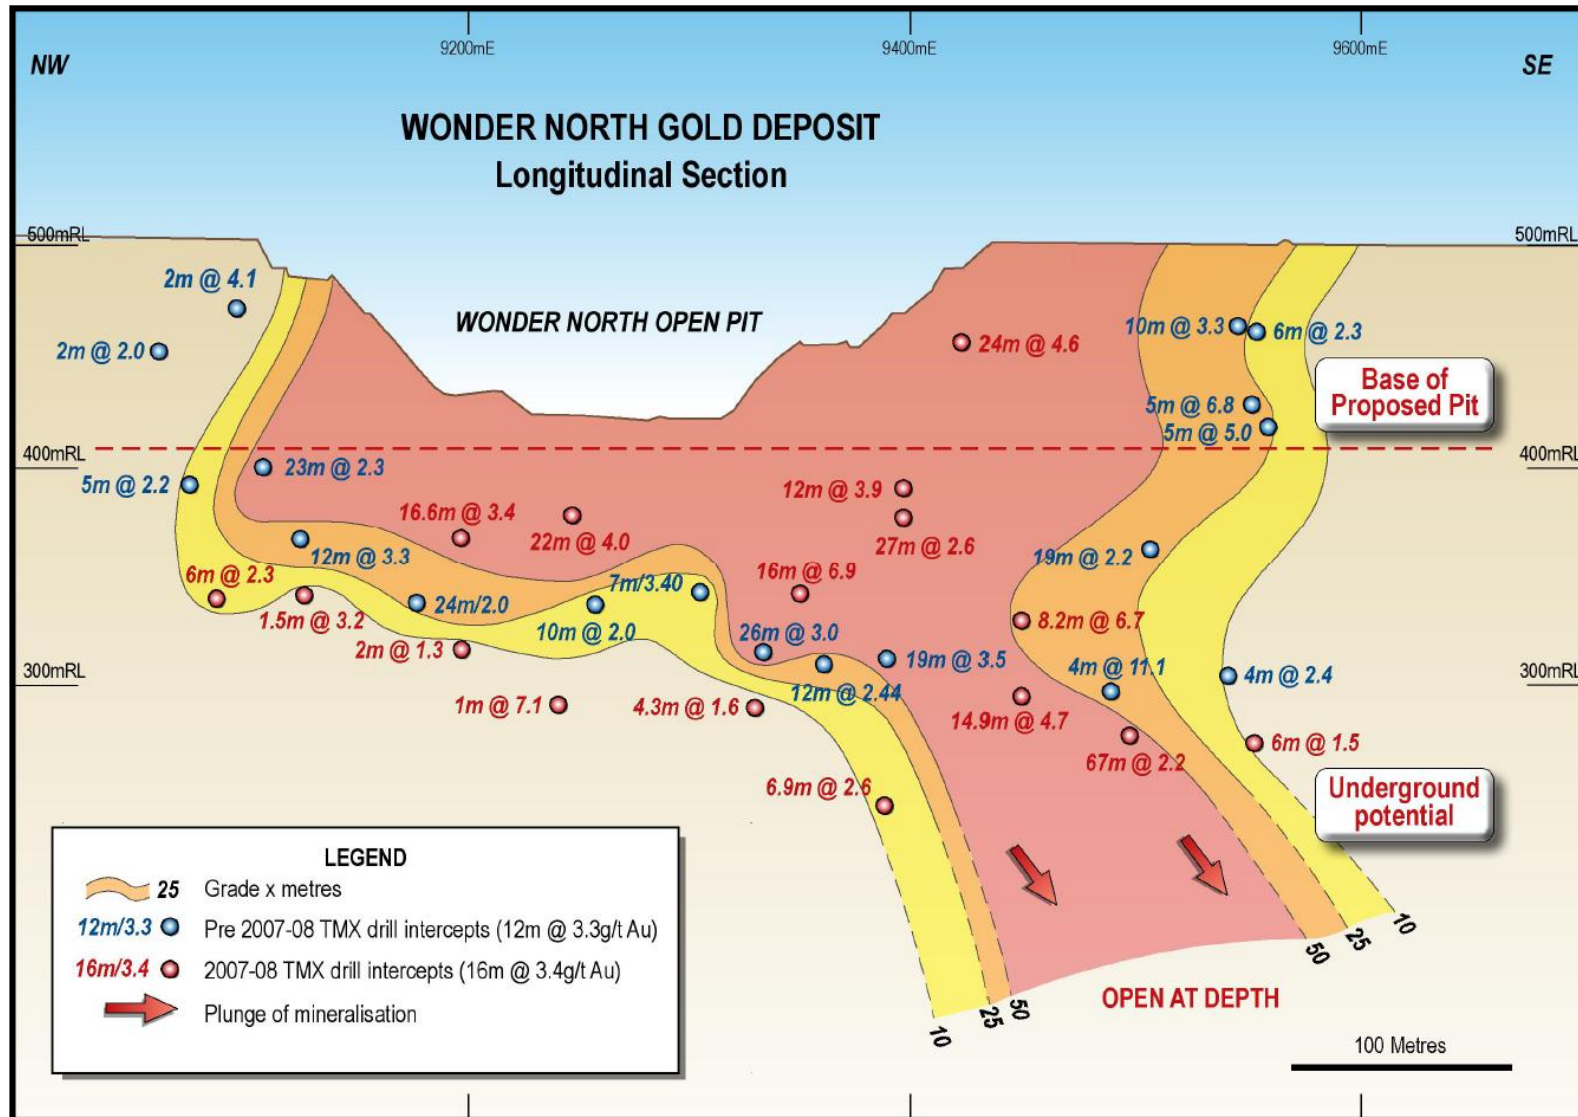 9200mE
9400mE
9600mE
NW
SE
WONDER NORTH GOLD DEPOSIT
Longitudinal Section
500mRL
500mRL
2m @ 4.1
2m @ 2.0
WONDER NORTH OPEN PIT
24m @ 4.6
10m @ 3.3
6m @ 2.3
Base of
Proposed Pit
5m @ 6.8
5m @ 5.0
400mRL
400mRL
5m @ 2.2
23m @ 2.3
12m @ 3.9
16.6m @ 3.4
22m @ 4.0
27m @ 2.6
12m @ 3.3
19m @ 2.2
6m @ 2.3
7m/3.40
16m @ 6.9
1.5m @ 3.2
24m/2.0
10m @ 2.0
26m @ 3.0
8.2m @ 6.7
2m @ 1.3
19m @ 3.5
300mRL
300mRL
4m @ 11.1
4m @ 2.4
12m @ 2.44
1m @ 7.1
4.3m @ 1.6
14.9m @ 4.7
67m @ 2.2
6m @ 1.5
6.9m @ 2.6
Underground
potential
LEGEND
25 Grade x metres
12m/3.3 Pre 2007-08 TMX drill intercepts (12m @ 3.3g/t Au)
16m/3.4 2007-08 TMX drill intercepts (16m @ 3.4g/t Au)
Plunge of mineralisation
10
25
50
50
25
10
OPEN AT DEPTH
100 Metres